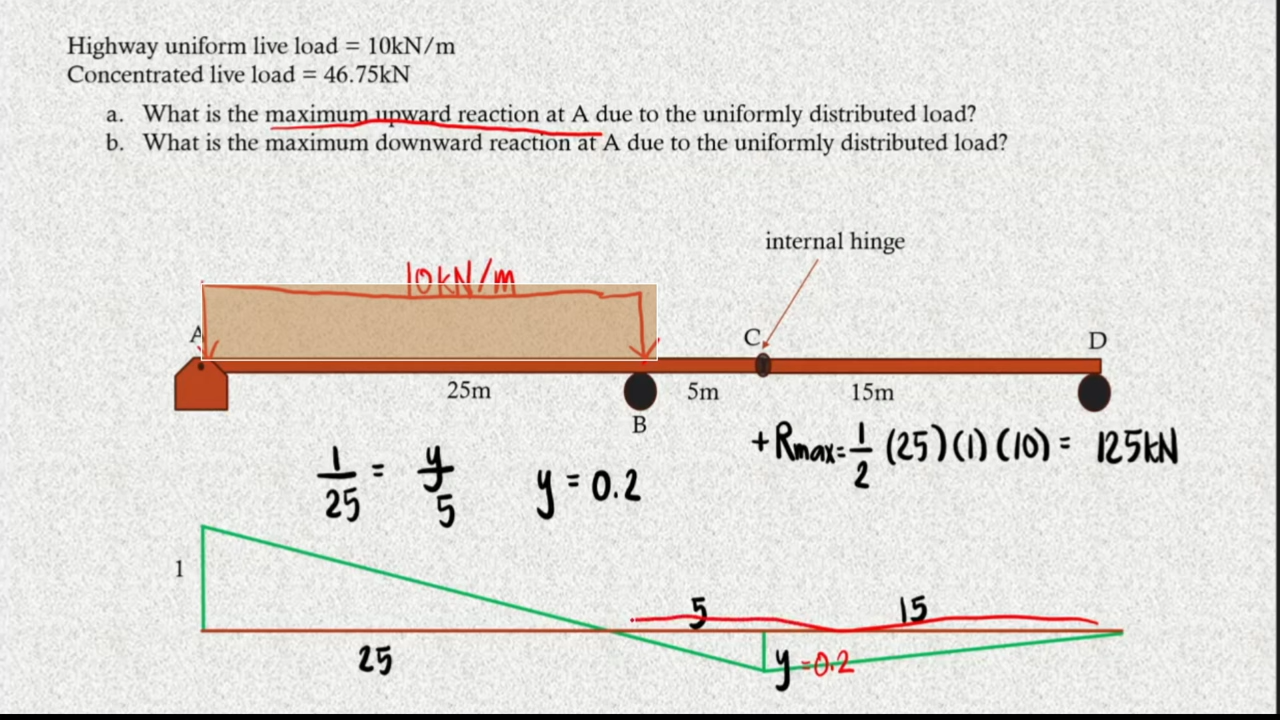 Highway uniform live load = 10kN/m
Concentrated live load = 46.75kN
a. What is the maximum upward reaction at A due to the uniformly distributed load?
b. What is the maximum downward reaction at A due to the uniformly distributed load?
internal hinge
10kN/m
A
C
D
25m
5m
15m
B
+Rmax = 1/2 (25)(1)(10) = 125kN
1/25 = y/5
y = 0.2
1
5
15
25
y = 0.2